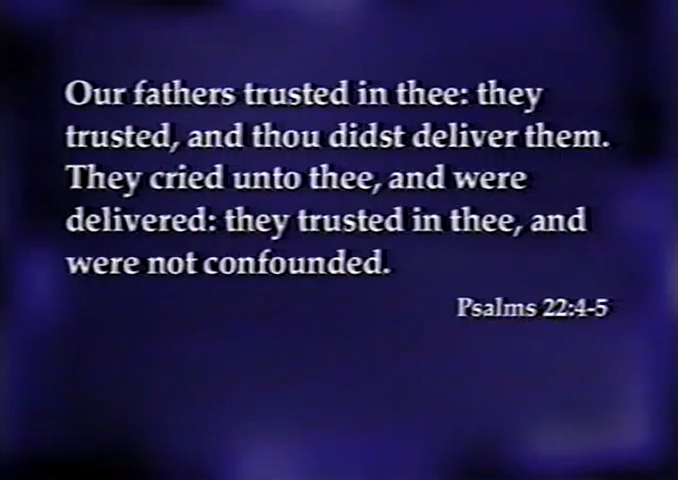 Our fathers trusted in thee: they
trusted, and thou didst deliver them.
They cried unto thee, and were
delivered: they trusted in thee, and
were not confounded.
Psalms 22:4-5